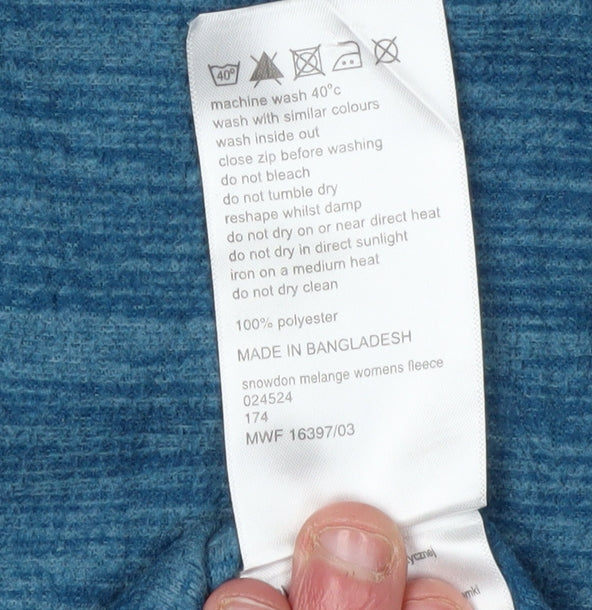 40°
machine wash 40°c
wash with similar colours
wash inside out
close zip before washing
do not bleach
do not tumble dry
reshape whilst damp
do not dry on or near direct heat
do not dry in direct sunlight
iron on a medium heat
do not dry clean
100% polyester
MADE IN BANGLADESH
snowdon melange womens fleece
024524
174
MWF 16397/03